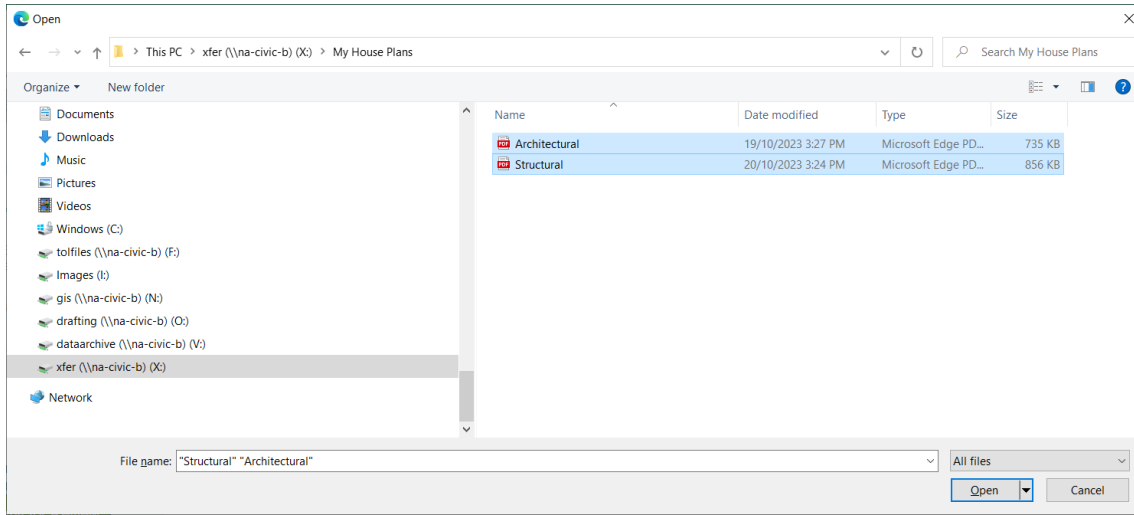 Open
This PC > xfer (\\na-civic-b) (X:) > My House Plans
Search My House Plans
Organize
New folder
?
Documents
Downloads
Music
Pictures
Videos
Windows (C:)
tolfiles (\\na-civic-b) (F:)
Images (I:)
gis (\\na-civic-b) (N:)
drafting (\\na-civic-b) (O:)
dataarchive (\\na-civic-b) (V:)
xfer (\\na-civic-b) (X:)
Network
Name Date modified Type Size
PDF Architectural 19/10/2023 3:27 PM Microsoft Edge PD... 735 KB
PDF Structural 20/10/2023 3:24 PM Microsoft Edge PD... 856 KB
File name: "Structural" "Architectural"
All files
Open Cancel